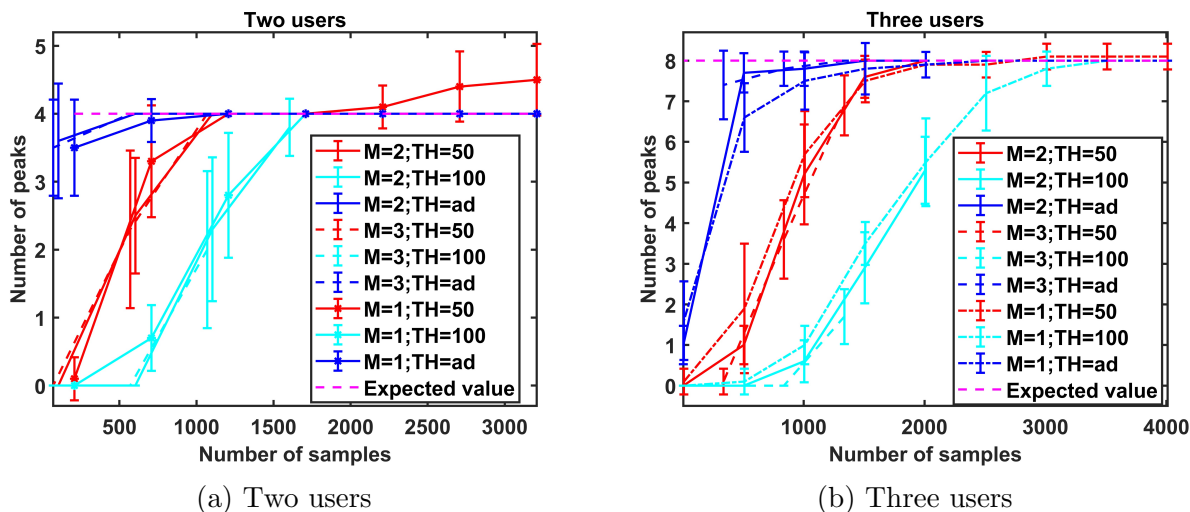 Two users
5
4
3
2
1
0
Number of peaks
500
1000
1500
2000
2500
3000
Number of samples
M=2;TH=50
M=2;TH=100
M=2;TH=ad
M=3;TH=50
M=3;TH=100
M=3;TH=ad
M=1;TH=50
M=1;TH=100
M=1;TH=ad
Expected value
(a) Two users
Three users
8
7
6
5
4
3
2
1
0
Number of peaks
1000
2000
3000
4000
Number of samples
M=2;TH=50
M=2;TH=100
M=2;TH=ad
M=3;TH=50
M=3;TH=100
M=3;TH=ad
M=1;TH=50
M=1;TH=100
M=1;TH=ad
Expected value
(b) Three users